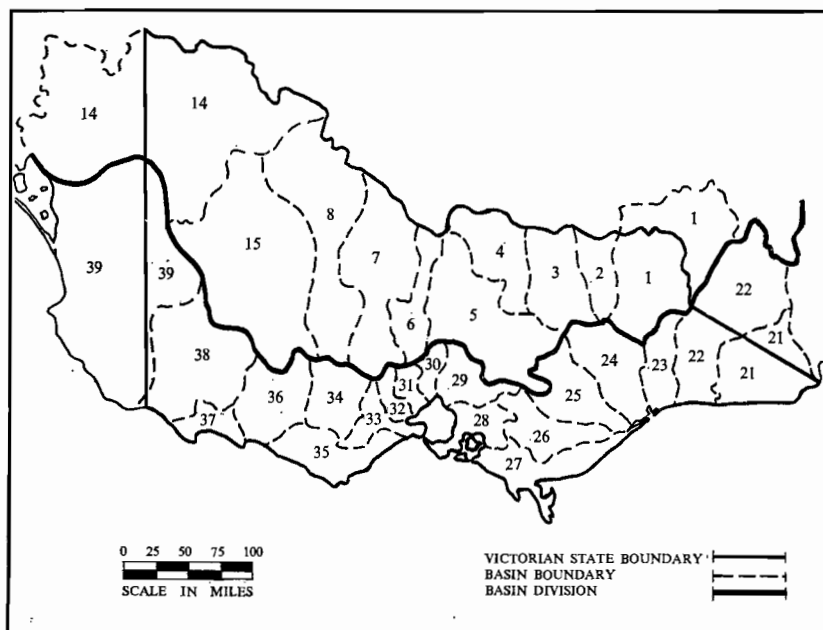 14 14
1
8
4
15 7 3 2
39 39 1 22
5
6 21
38 30 24 23 22 21
36 34 31 29 25
33 32
37 28 26
35 27
0 25 50 75 100
SCALE IN MILES
VICTORIAN STATE BOUNDARY
BASIN BOUNDARY
BASIN DIVISION